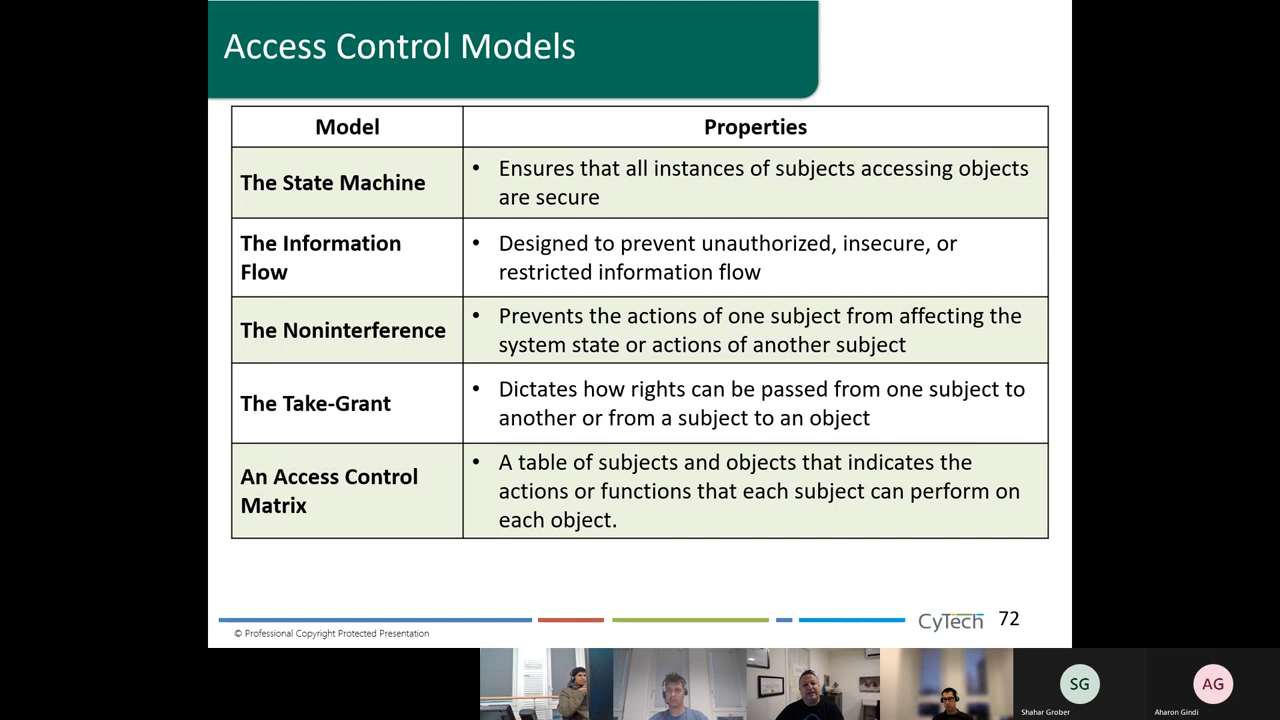 Access Control Models
Model
Properties
The State Machine
• Ensures that all instances of subjects accessing objects
are secure
The Information
Flow
• Designed to prevent unauthorized, insecure, or
restricted information flow
The Noninterference
• Prevents the actions of one subject from affecting the
system state or actions of another subject
The Take-Grant
• Dictates how rights can be passed from one subject to
another or from a subject to an object
An Access Control
Matrix
• A table of subjects and objects that indicates the
actions or functions that each subject can perform on
each object.
CyTech
72
© Professional Copyright Protected Presentation
SG
Shahar Grober
AG
Aharon Gindi